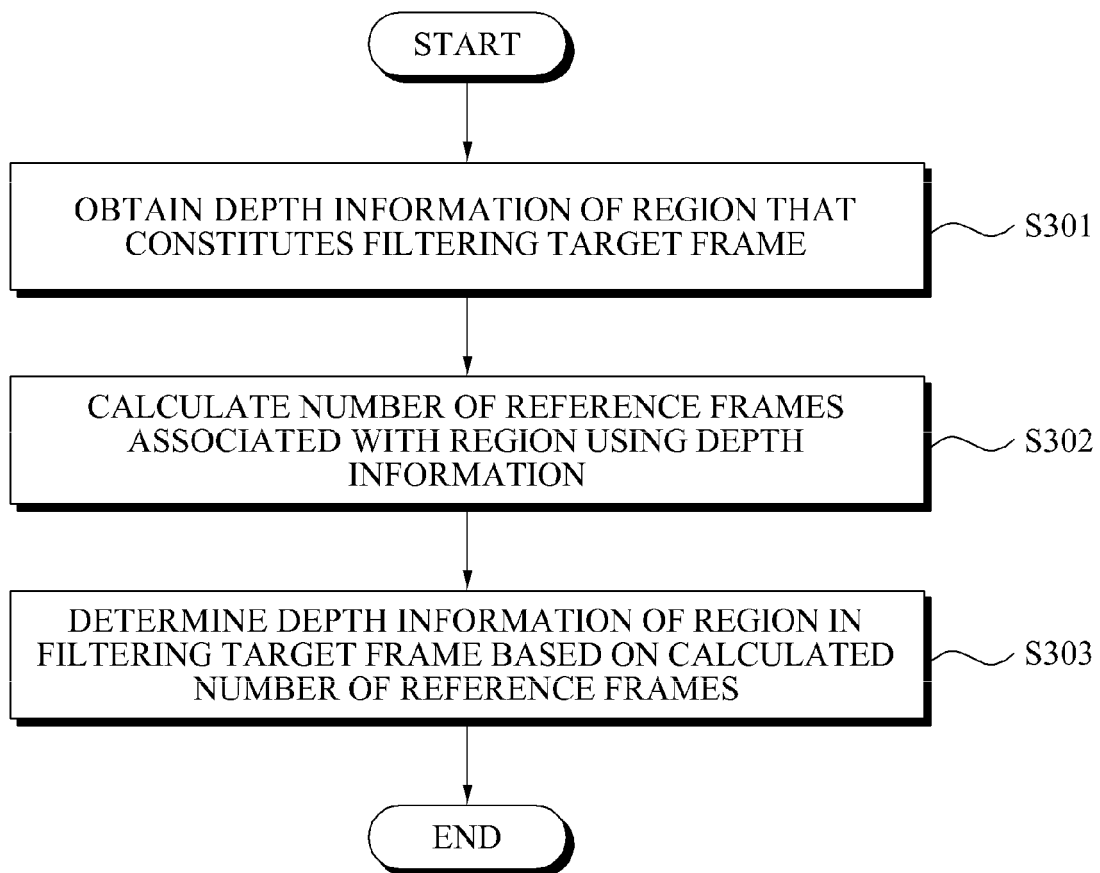 START
OBTAIN DEPTH INFORMATION OF REGION THAT
CONSTITUTES FILTERING TARGET FRAME
S301
CALCULATE NUMBER OF REFERENCE FRAMES
ASSOCIATED WITH REGION USING DEPTH
INFORMATION
S302
DETERMINE DEPTH INFORMATION OF REGION IN
FILTERING TARGET FRAME BASED ON CALCULATED
NUMBER OF REFERENCE FRAMES
S303
END